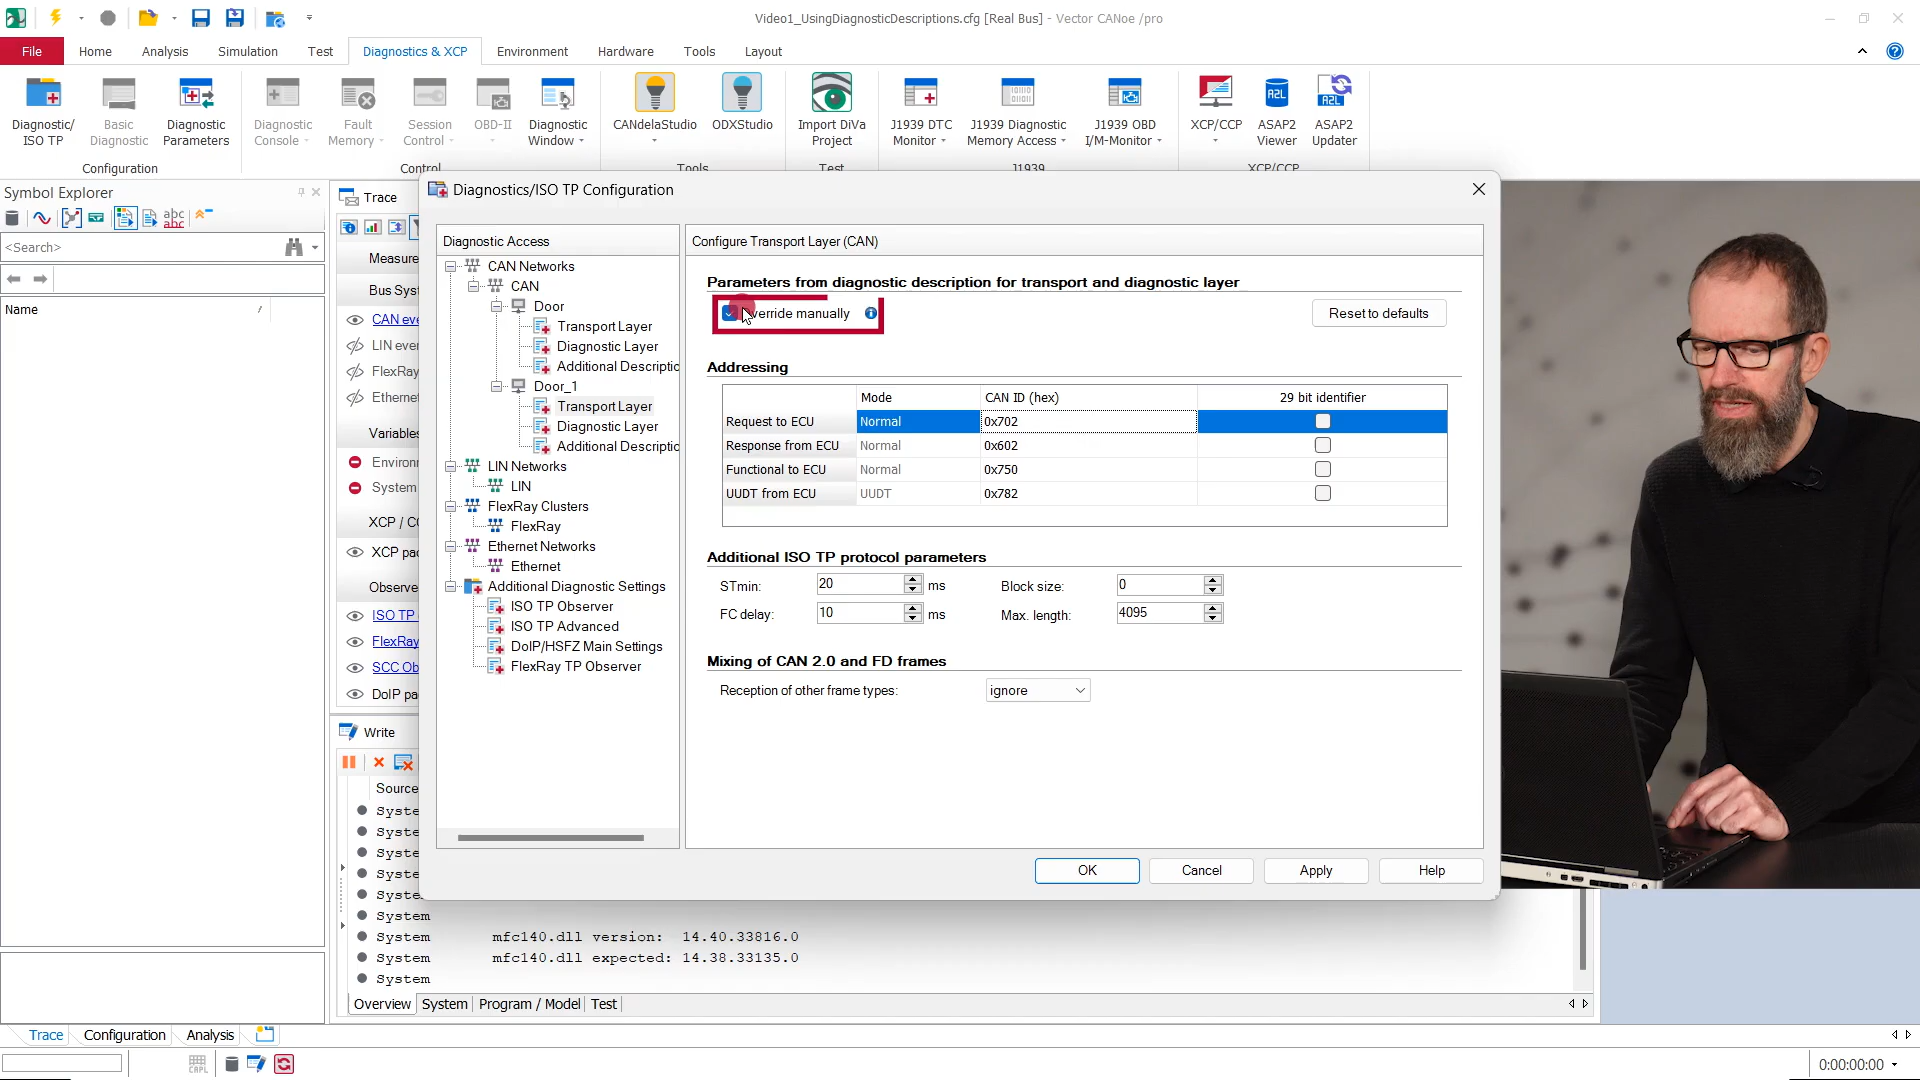 Video1_UsingDiagnosticDescriptions.cfg [Real Bus] - Vector CANoe /pro
File Home Analysis Simulation Test Diagnostics & XCP Environment Hardware Tools Layout
Diagnostic/ ISO TP
Basic Diagnostic
Diagnostic Parameters
Diagnostic Console
Fault Memory
Session Control
OBD-II
Diagnostic Window
CANdelaStudio
ODXStudio
Import DiVa Project
J1939 DTC Monitor
J1939 Diagnostic Memory Access
J1939 OBD I/M-Monitor
XCP/CCP
ASAP2 Viewer
ASAP2 Updater
Configuration Control Tools Test J1939 XCP/CCP
Symbol Explorer
<Search>
Name
Trace
Measure
Bus Sys
CAN eve
LIN ever
FlexRay
Etherne
Variables
Environ
System
XCP / CC
XCP pac
Observe
ISO TP
FlexRay
SCC Ob
DoIP pa
Write
Source
Diagnostics/ISO TP Configuration
Diagnostic Access
CAN Networks
CAN
Door
Transport Layer
Diagnostic Layer
Additional Descriptic
Door_1
Transport Layer
Diagnostic Layer
Additional Descriptic
LIN Networks
LIN
FlexRay Clusters
FlexRay
Ethernet Networks
Ethernet
Additional Diagnostic Settings
ISO TP Observer
ISO TP Advanced
DoIP/HSFZ Main Settings
FlexRay TP Observer
Configure Transport Layer (CAN)
Parameters from diagnostic description for transport and diagnostic layer
erride manually
Reset to defaults
Addressing
Mode CAN ID (hex) 29 bit identifier
Request to ECU Normal 0x702
Response from ECU Normal 0x602
Functional to ECU Normal 0x750
UUDT from ECU UUDT 0x782
Additional ISO TP protocol parameters
STmin: 20 ms Block size: 0
FC delay: 10 ms Max. length: 4095
Mixing of CAN 2.0 and FD frames
Reception of other frame types: ignore
OK Cancel Apply Help
Syste
Syste
Syste
Syste
Syste
System
System mfc140.dll version: 14.40.33816.0
System mfc140.dll expected: 14.38.33135.0
System
Overview System Program / Model Test
Trace Configuration Analysis
0:00:00:00